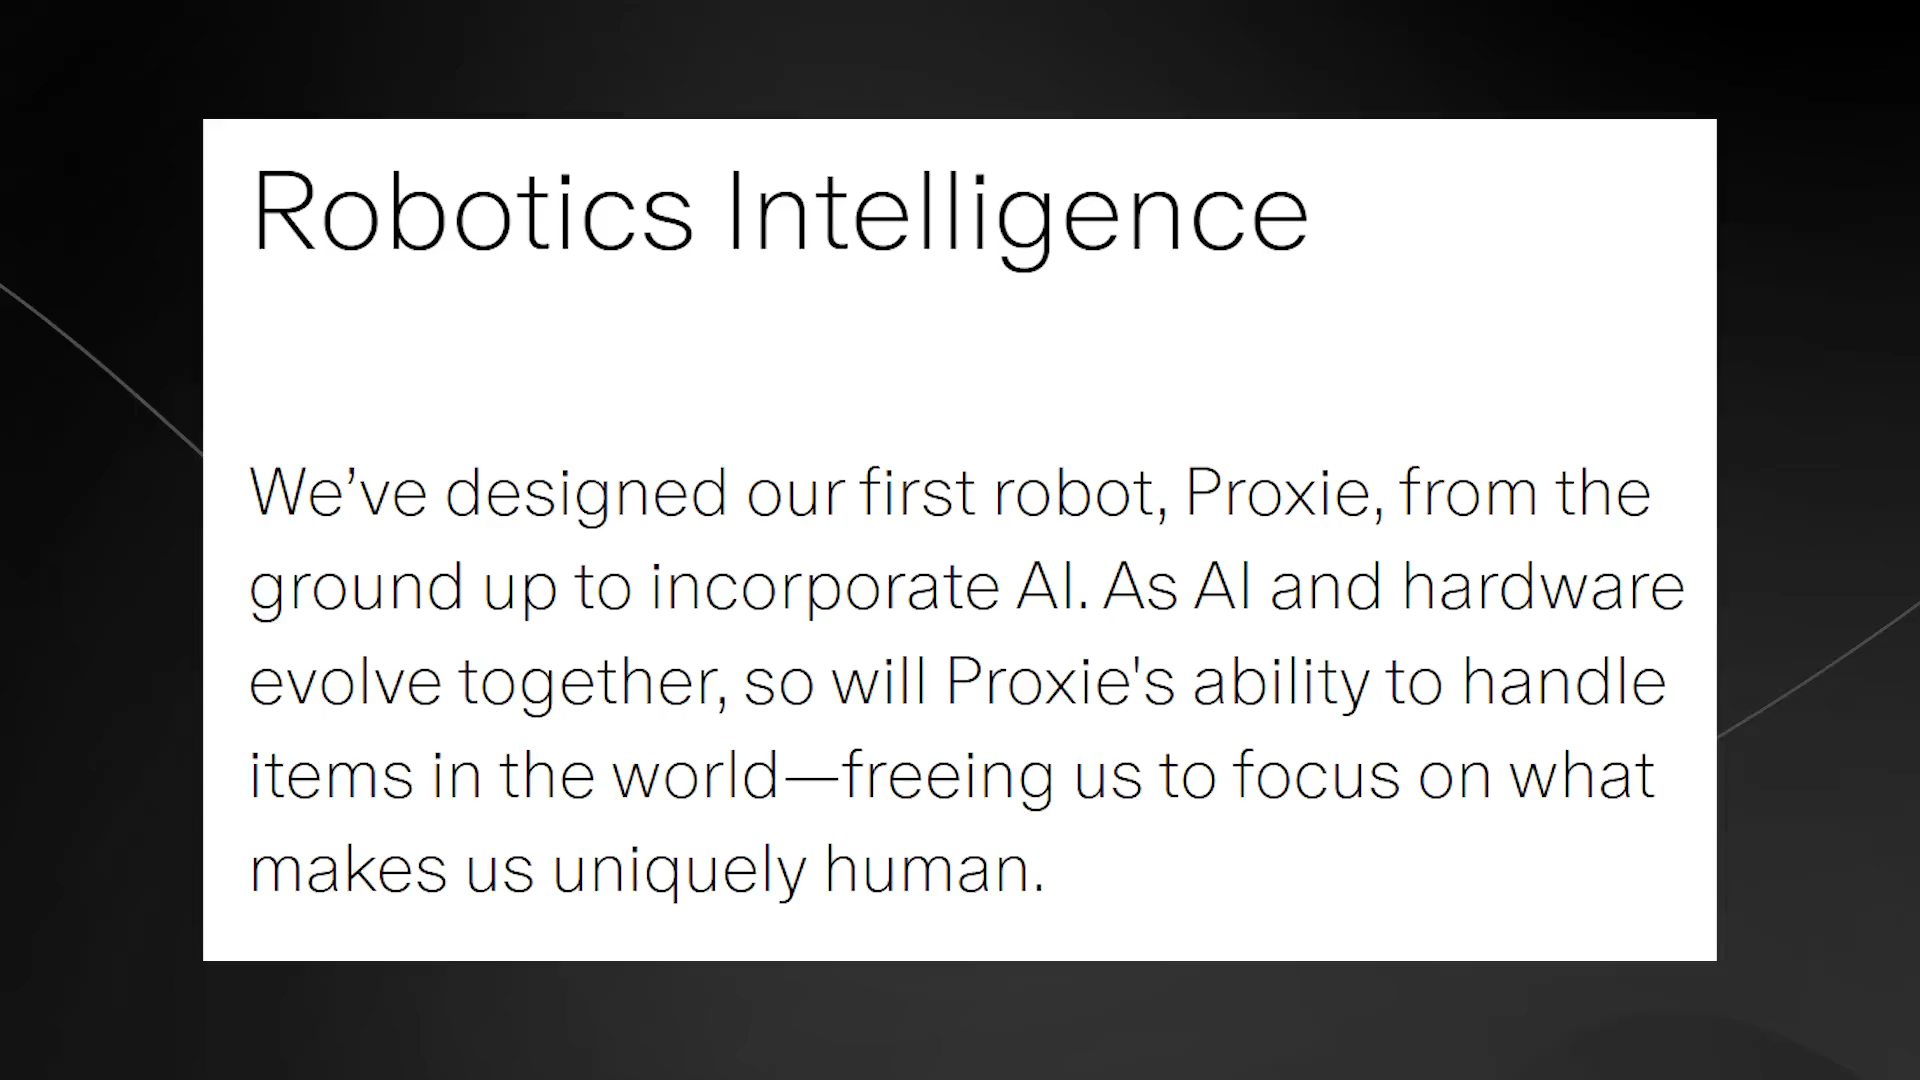 Robotics Intelligence
We’ve designed our first robot, Proxie, from the
ground up to incorporate AI. As AI and hardware
evolve together, so will Proxie's ability to handle
items in the world—freeing us to focus on what
makes us uniquely human.